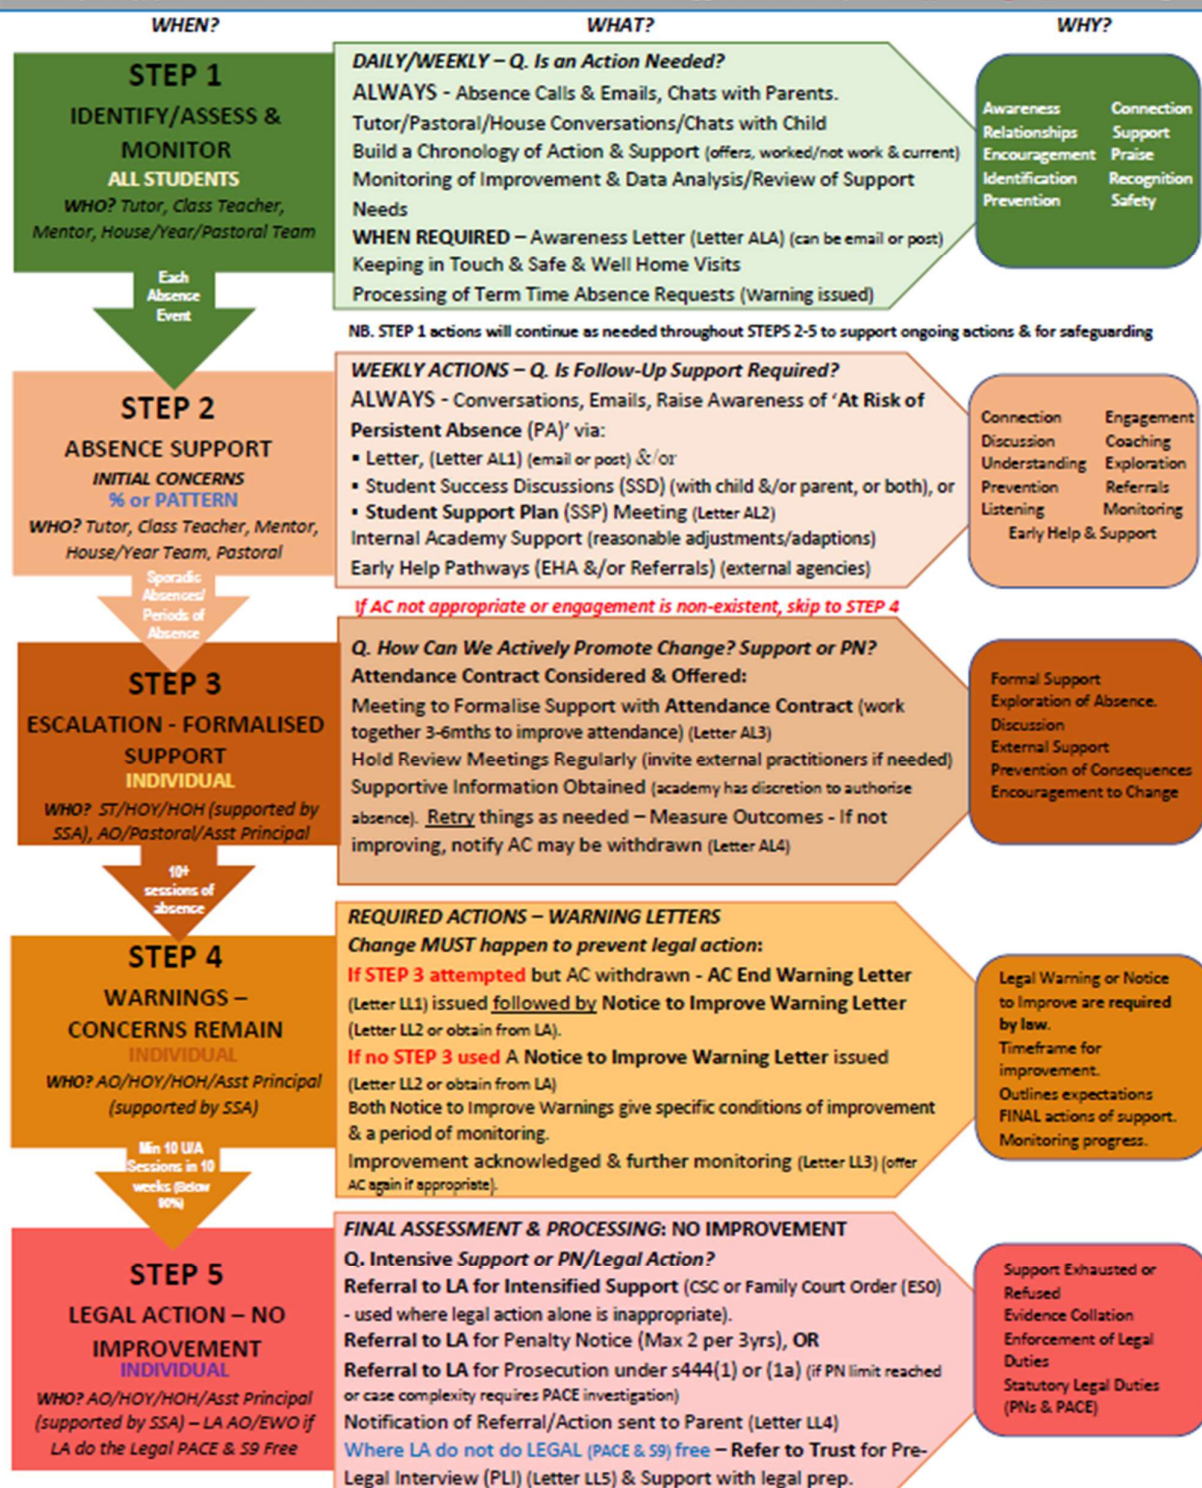 WHEN?
WHAT?
WHY?
STEP 1
IDENTIFY/ASSESS &
MONITOR
ALL STUDENTS
WHO? Tutor, Class Teacher,
Mentor, House/Year/Pastoral Team
Each
Absence
Event
DAILY/WEEKLY – Q. Is an Action Needed?
ALWAYS - Absence Calls & Emails, Chats with Parents.
Tutor/Pastoral/House Conversations/Chats with Child
Build a Chronology of Action & Support (offers, worked/not work & current)
Monitoring of Improvement & Data Analysis/Review of Support
Needs
WHEN REQUIRED – Awareness Letter (Letter ALA) (can be email or post)
Keeping in Touch & Safe & Well Home Visits
Processing of Term Time Absence Requests (Warning issued)
Awareness Connection
Relationships Support
Encouragement Praise
Identification Recognition
Prevention Safety
NB. STEP 1 actions will continue as needed throughout STEPS 2-5 to support ongoing actions & for safeguarding
STEP 2
ABSENCE SUPPORT
INITIAL CONCERNS
% or PATTERN
WHO? Tutor, Class Teacher, Mentor,
House/Year Team, Pastoral
Sporadic
Absences/
Periods of
Absence
WEEKLY ACTIONS – Q. Is Follow-Up Support Required?
ALWAYS - Conversations, Emails, Raise Awareness of ‘At Risk of
Persistent Absence (PA)’ via:
▪ Letter, (Letter AL1) (email or post) &/or
▪ Student Success Discussions (SSD) (with child &/or parent, or both), or
▪ Student Support Plan (SSP) Meeting (Letter AL2)
Internal Academy Support (reasonable adjustments/adaptions)
Early Help Pathways (EHA &/or Referrals) (external agencies)
Connection Engagement
Discussion Coaching
Understanding Exploration
Prevention Referrals
Listening Monitoring
Early Help & Support
If AC not appropriate or engagement is non-existent, skip to STEP 4
STEP 3
ESCALATION - FORMALISED
SUPPORT
INDIVIDUAL
WHO? ST/HOY/HOH (supported by
SSA), AO/Pastoral/Asst Principal
10+
sessions of
absence
Q. How Can We Actively Promote Change? Support or PN?
Attendance Contract Considered & Offered:
Meeting to Formalise Support with Attendance Contract (work
together 3-6mths to improve attendance) (Letter AL3)
Hold Review Meetings Regularly (invite external practitioners if needed)
Supportive Information Obtained (academy has discretion to authorise
absence). Retry things as needed – Measure Outcomes - If not
improving, notify AC may be withdrawn (Letter AL4)
Formal Support
Exploration of Absence.
Discussion
External Support
Prevention of Consequences
Encouragement to Change
STEP 4
WARNINGS –
CONCERNS REMAIN
INDIVIDUAL
WHO? AO/HOY/HOH/Asst Principal
(supported by SSA)
Min 10 U/A
Sessions in 10
weeks (Below
90%)
REQUIRED ACTIONS – WARNING LETTERS
Change MUST happen to prevent legal action:
If STEP 3 attempted but AC withdrawn - AC End Warning Letter
(Letter LL1) issued followed by Notice to Improve Warning Letter
(Letter LL2 or obtain from LA).
If no STEP 3 used A Notice to Improve Warning Letter issued
(Letter LL2 or obtain from LA)
Both Notice to Improve Warnings give specific conditions of improvement
& a period of monitoring.
Improvement acknowledged & further monitoring (Letter LL3) (offer
AC again if appropriate).
Legal Warning or Notice
to Improve are required
by law.
Timeframe for
improvement.
Outlines expectations
FINAL actions of support.
Monitoring progress.
STEP 5
LEGAL ACTION – NO
IMPROVEMENT
INDIVIDUAL
WHO? AO/HOY/HOH/Asst Principal
(supported by SSA) – LA AO/EWO if
LA do the Legal PACE & S9 Free
FINAL ASSESSMENT & PROCESSING: NO IMPROVEMENT
Q. Intensive Support or PN/Legal Action?
Referral to LA for Intensified Support (CSC or Family Court Order (ESO)
- used where legal action alone is inappropriate).
Referral to LA for Penalty Notice (Max 2 per 3yrs), OR
Referral to LA for Prosecution under s444(1) or (1a) (if PN limit reached
or case complexity requires PACE investigation)
Notification of Referral/Action sent to Parent (Letter LL4)
Where LA do not do LEGAL (PACE & S9) free – Refer to Trust for Pre-
Legal Interview (PLI) (Letter LL5) & Support with legal prep.
Support Exhausted or
Refused
Evidence Collation
Enforcement of Legal
Duties
Statutory Legal Duties
(PNs & PACE)